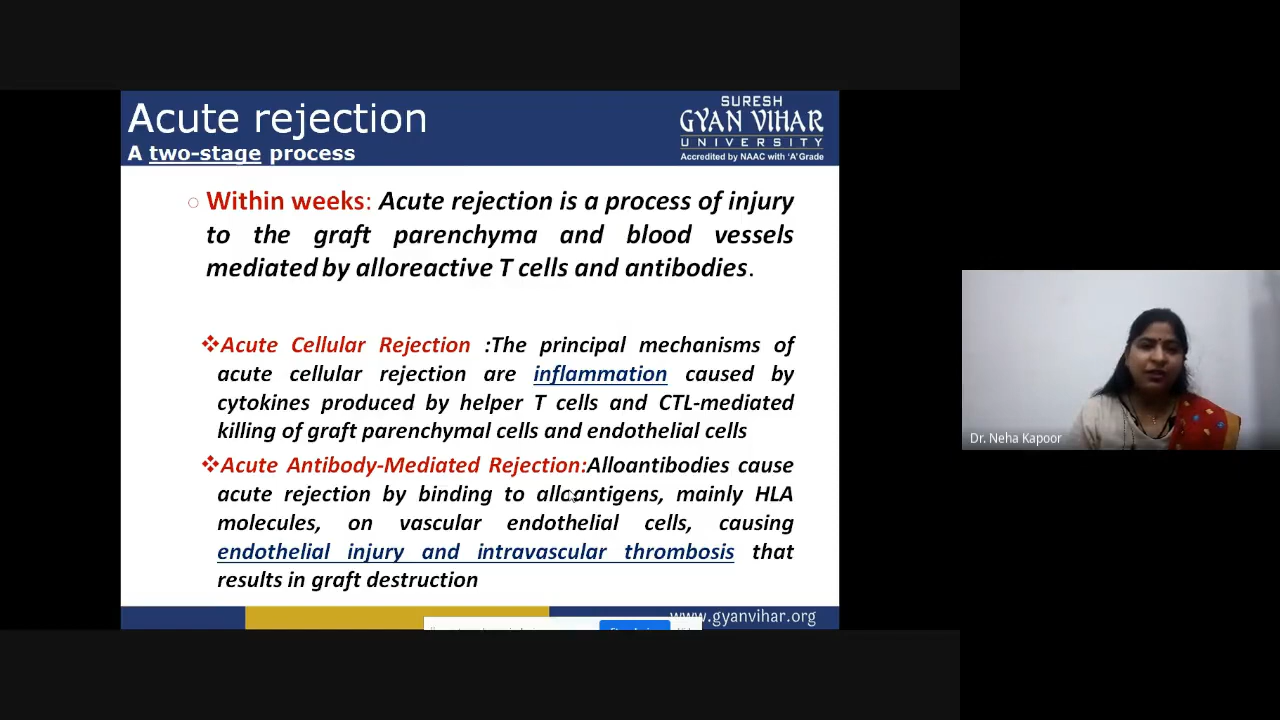 Acute rejection
A two-stage process
SURESH
GYAN VIHAR
UNIVERSITY
Accredited by NAAC with 'A' Grade
Within weeks: Acute rejection is a process of injury
to the graft parenchyma and blood vessels
mediated by alloreactive T cells and antibodies.
Acute Cellular Rejection :The principal mechanisms of
acute cellular rejection are inflammation caused by
cytokines produced by helper T cells and CTL-mediated
killing of graft parenchymal cells and endothelial cells
Acute Antibody-Mediated Rejection:Alloantibodies cause
acute rejection by binding to alloantigens, mainly HLA
molecules, on vascular endothelial cells, causing
endothelial injury and intravascular thrombosis that
results in graft destruction
www.gyanvihar.org
Dr. Neha Kapoor